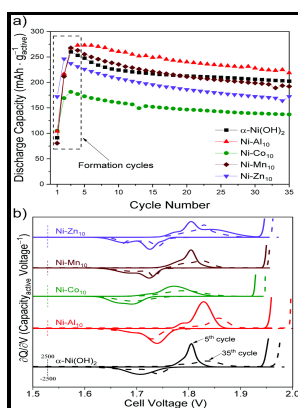 a)
Discharge Capacity (mAh · g⁻¹active)
300
250
200
150
100
50
0
α-Ni(OH)₂
Ni-Al₁₀
Ni-Co₁₀
Ni-Mn₁₀
Ni-Zn₁₀
Formation cycles
1 5 10 15 20 25 30 35
Cycle Number
b)
∂Q/∂V (Capacityactive Voltage⁻¹)
Ni-Zn₁₀
Ni-Mn₁₀
Ni-Co₁₀
Ni-Al₁₀
5th cycle
35th cycle
2500
α-Ni(OH)₂
-2500
1.5 1.6 1.7 1.8 1.9 2.0
Cell Voltage (V)